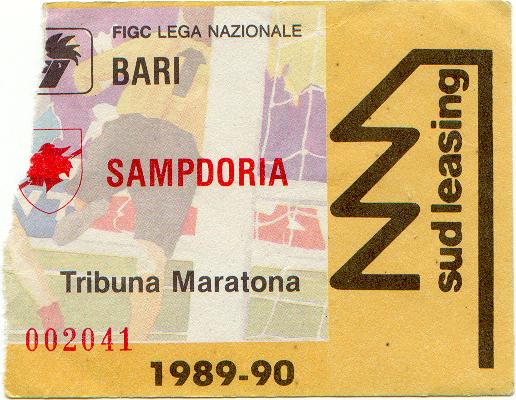 FIGC LEGA NAZIONALE
BARI
SAMPDORIA
Tribuna Maratona
002041
1989-90
sud leasing